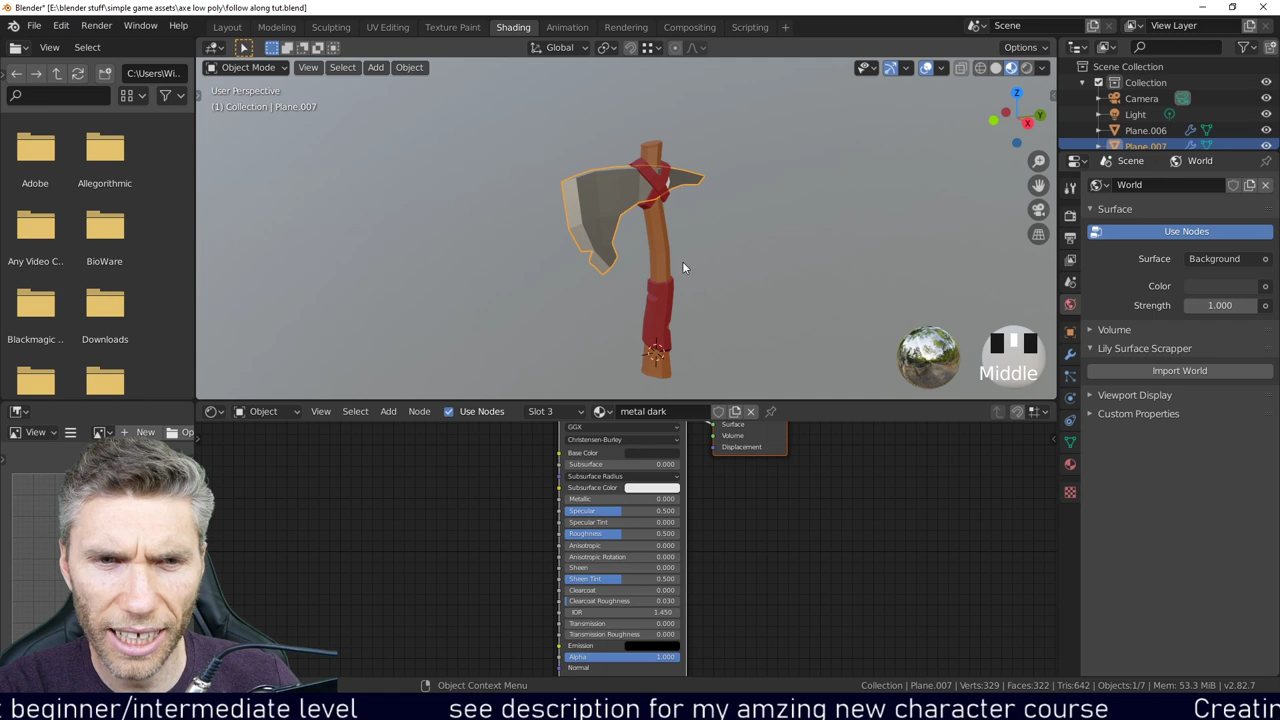 Blender* [E:\blender stuff\simple game assets\axe low poly\follow along tut.blend]
File Edit Render Window Help Layout Modeling Sculpting UV Editing Texture Paint Shading Animation Rendering Compositing Scripting Scene View Layer
View Select Global Options
C:\Users\Wi.. Object Mode View Select Add Object
User Perspective
(1) Collection | Plane.007
Adobe Allegorithmic
Any Video C.. BioWare
Blackmagic .. Downloads
Z
Y
X
Scene Collection
Collection
Camera
Light
Plane.006
Plane.007
Scene World
World
Surface
Use Nodes
Surface Background
Color
Strength 1.000
Volume
Lily Surface Scrapper
Import World
Viewport Display
Custom Properties
Middle
View New Op
Object View Select Add Node Use Nodes Slot 3 metal dark
GGX
Christensen-Burley
Base Color
Subsurface 0.000
Subsurface Radius
Subsurface Color
Metallic 0.000
Specular 0.500
Specular Tint 0.000
Roughness 0.500
Anisotropic 0.000
Anisotropic Rotation 0.000
Sheen 0.000
Sheen Tint 0.500
Clearcoat 0.000
Clearcoat Roughness 0.030
IOR 1.450
Transmission 0.000
Transmission Roughness 0.000
Emission
Alpha 1.000
Normal
Surface
Volume
Displacement
Object Context Menu
Collection | Plane.007 | Verts:329 | Faces:322 | Tris:642 | Objects:1/7 | Mem: 53.3 MiB | v2.82.7
beginner/intermediate level see description for my amzing new character course Creatin